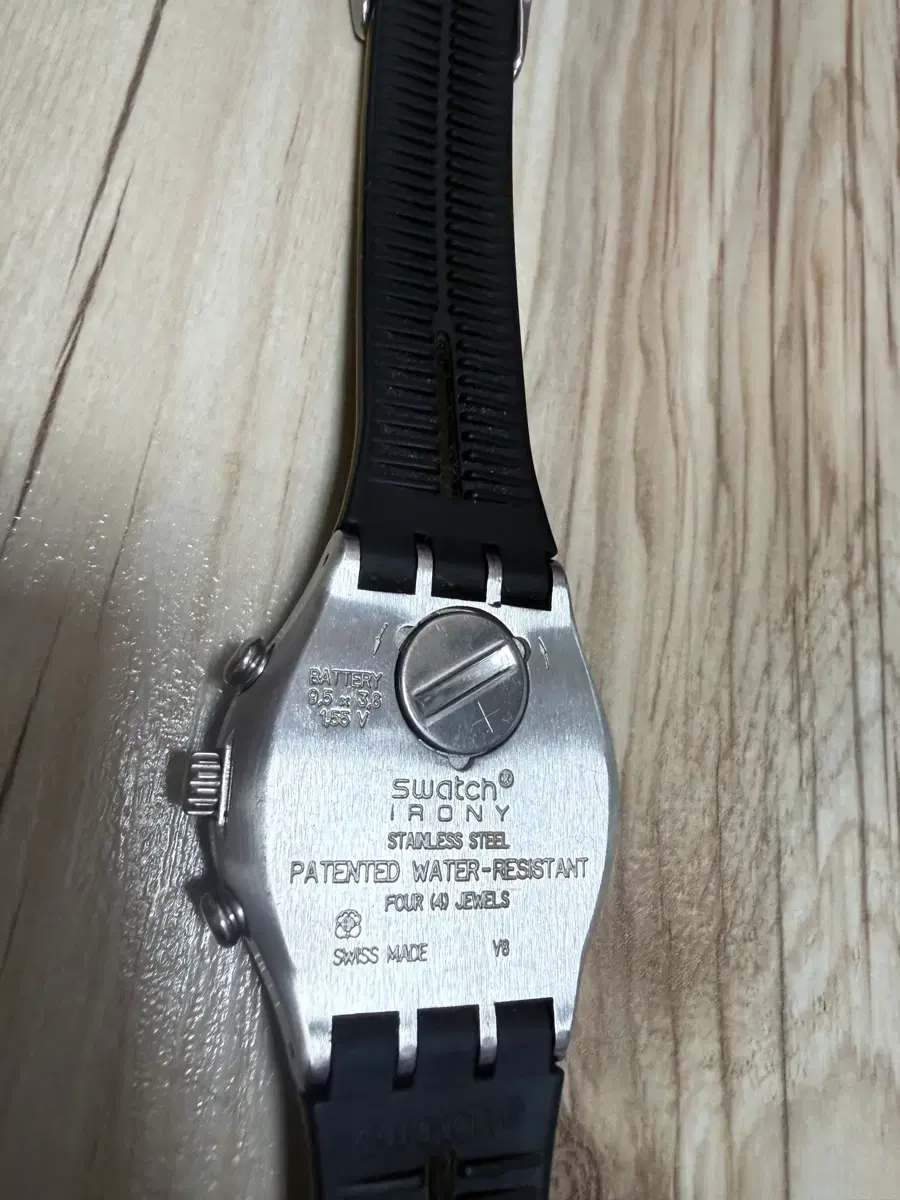 BATTERY
9,5 x 3,6
1.55 V
+
swatch®
iRONY
STAINLESS STEEL
PATENTED WATER-RESISTANT
FOUR (4) JEWELS
SWISS MADE V8
swatch